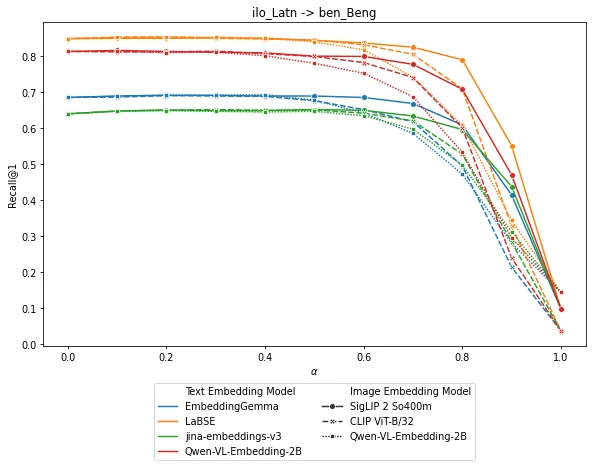 ilo_Latn -> ben_Beng
Recall@1
0.8
0.7
0.6
0.5
0.4
0.3
0.2
0.1
0.0
0.0 0.2 0.4 0.6 0.8 1.0
α
Text Embedding Model
EmbeddingGemma
LaBSE
jina-embeddings-v3
Qwen-VL-Embedding-2B
Image Embedding Model
SigLIP 2 So400m
CLIP ViT-B/32
Qwen-VL-Embedding-2B